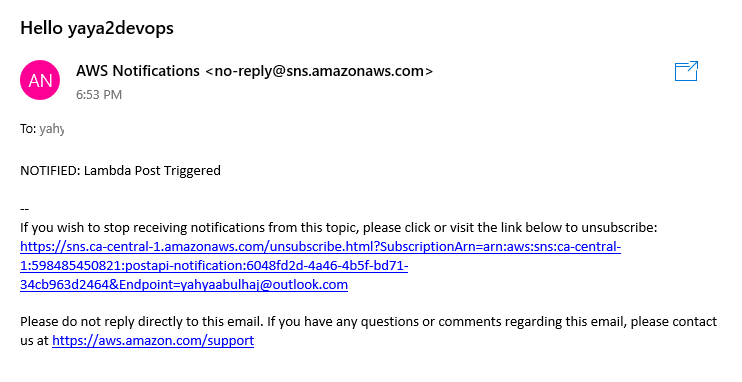 Hello yaya2devops
AN
AWS Notifications <no-reply@sns.amazonaws.com>
6:53 PM
To: yahy
NOTIFIED: Lambda Post Triggered
--
If you wish to stop receiving notifications from this topic, please click or visit the link below to unsubscribe:
https://sns.ca-central-1.amazonaws.com/unsubscribe.html?SubscriptionArn=arn:aws:sns:ca-central-
1:598485450821:postapi-notification:6048fd2d-4a46-4b5f-bd71-
34cb963d2464&Endpoint=yahyaabulhaj@outlook.com
Please do not reply directly to this email. If you have any questions or comments regarding this email, please contact
us at https://aws.amazon.com/support